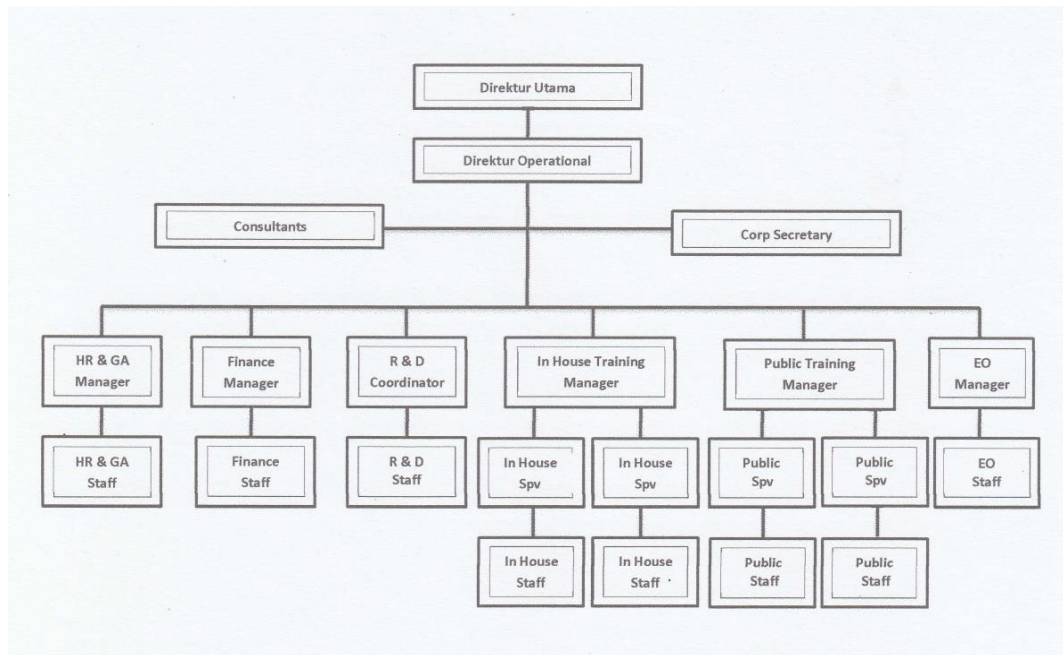 Direktur Utama
Direktur Operational
Consultants
Corp Secretary
HR & GA
Manager
Finance
Manager
R & D
Coordinator
In House Training
Manager
Public Training
Manager
EO
Manager
HR & GA
Staff
Finance
Staff
R & D
Staff
In House
Spv
In House
Spv
Public
Spv
Public
Spv
EO
Staff
In House
Staff
In House
Staff
Public
Staff
Public
Staff